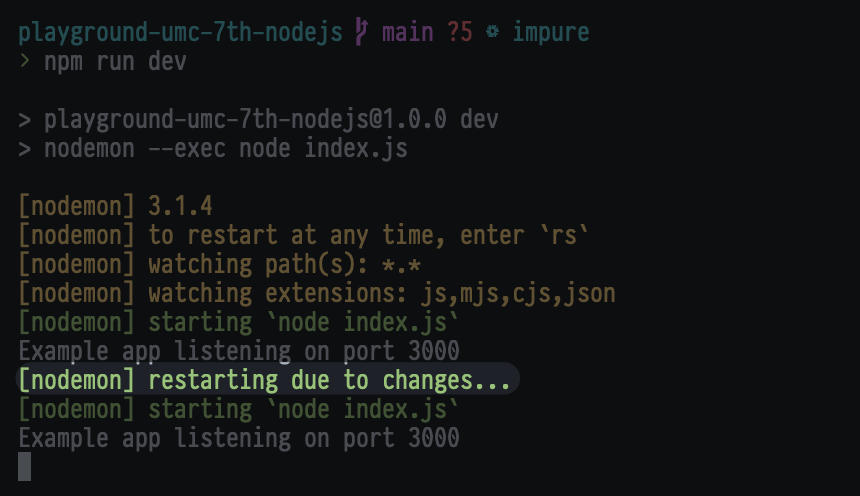 playground-umc-7th-nodejs main ?5 impure
> npm run dev
> playground-umc-7th-nodejs@1.0.0 dev
> nodemon --exec node index.js
[nodemon] 3.1.4
[nodemon] to restart at any time, enter `rs`
[nodemon] watching path(s): *.*
[nodemon] watching extensions: js,mjs,cjs,json
[nodemon] starting `node index.js`
Example app listening on port 3000
[nodemon] restarting due to changes...
[nodemon] starting `node index.js`
Example app listening on port 3000